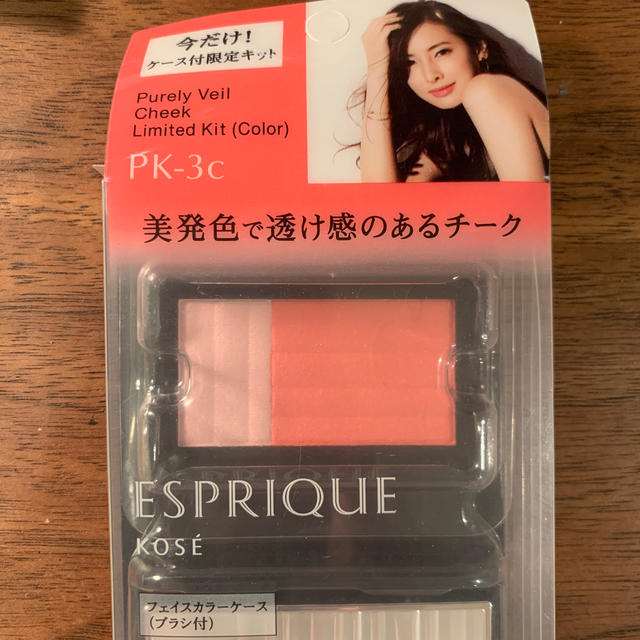 今だけ！
ケース付限定キット
Purely Veil
Cheek
Limited Kit (Color)
PK-3c
美発色で透け感のあるチーク
ESPRIQUE
KOSÉ
フェイスカラーケース
（ブラシ付）